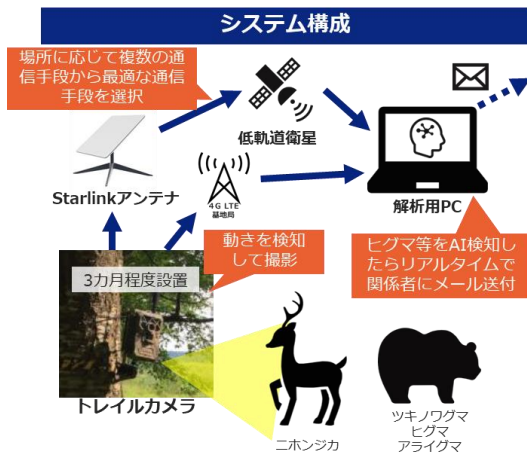 システム構成
場所に応じて複数の通
信手段から最適な通信
手段を選択
低軌道衛星
Starlinkアンテナ
4G LTE
基地局
解析用PC
動きを検知
して撮影
ヒグマ等をAI検知し
たらリアルタイムで
関係者にメール送付
3カ月程度設置
トレイルカメラ
ニホンジカ
ツキノワグマ
ヒグマ
アライグマ